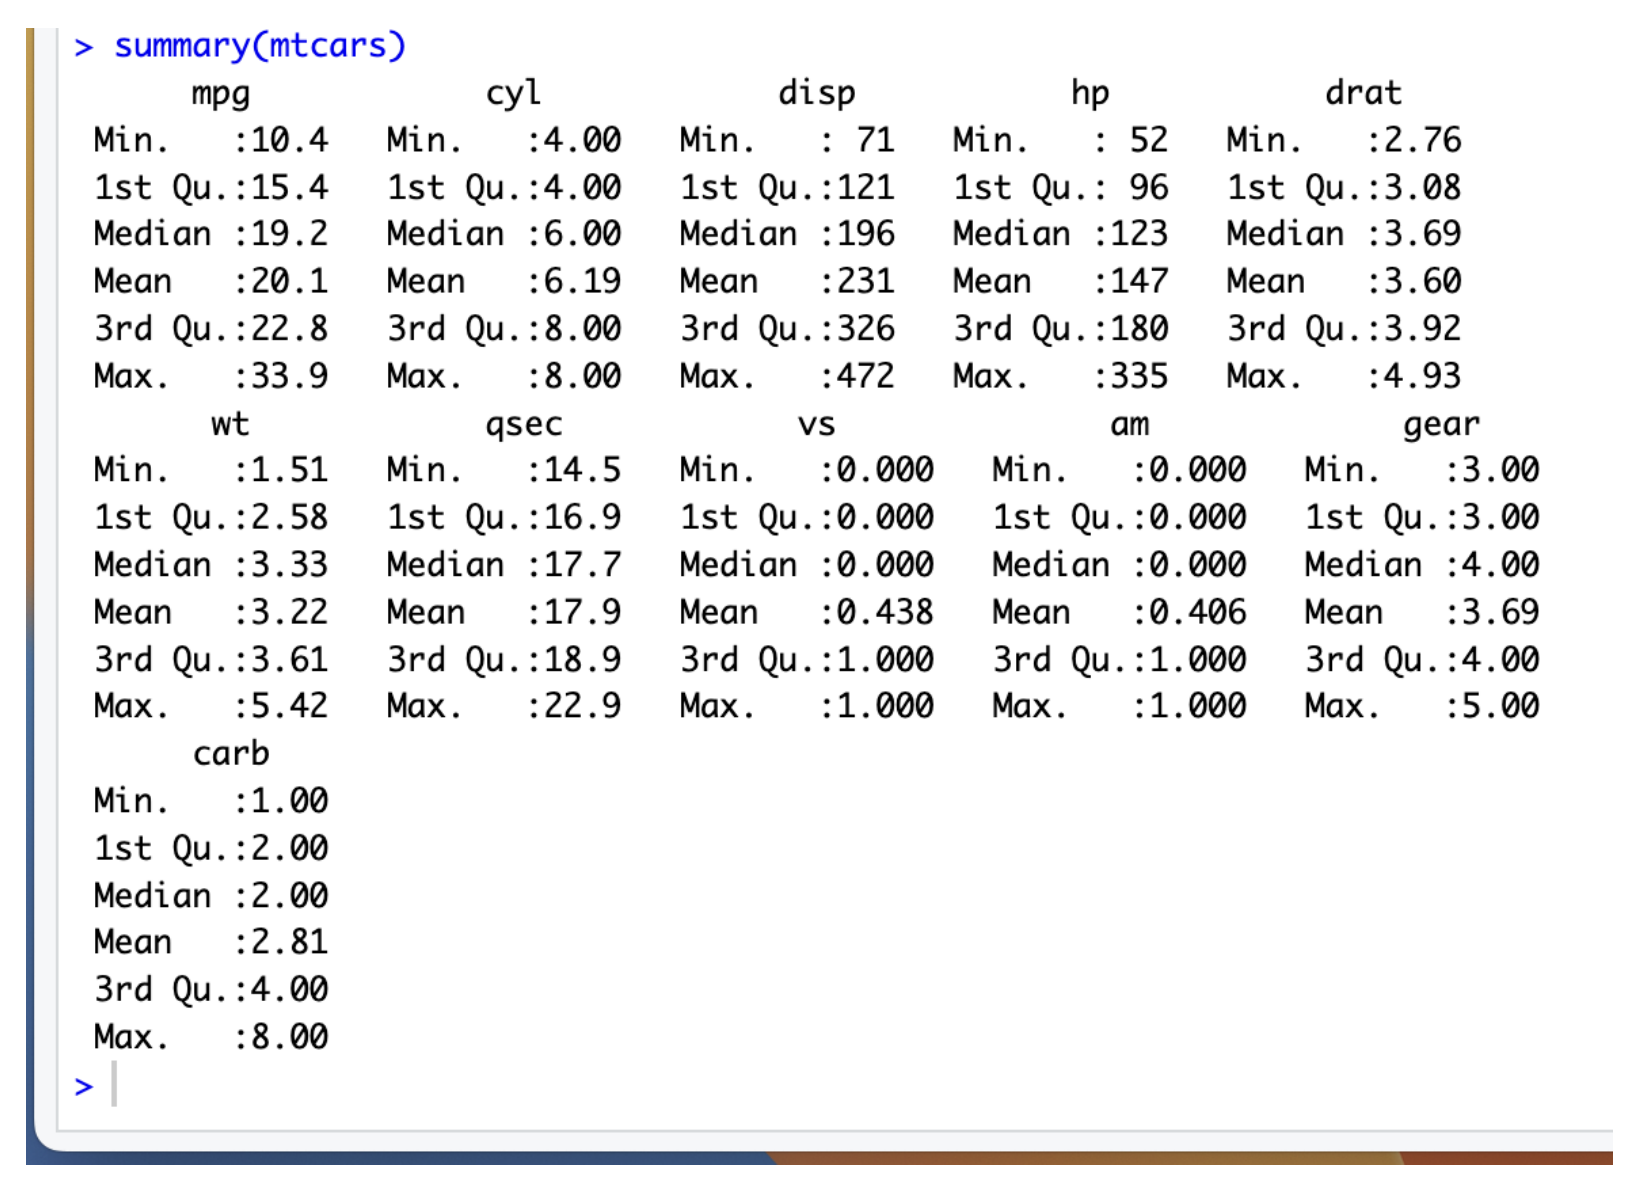 > summary(mtcars)
      mpg            cyl            disp           hp           drat
 Min.   :10.4   Min.   :4.00   Min.   : 71   Min.   : 52   Min.   :2.76
 1st Qu.:15.4   1st Qu.:4.00   1st Qu.:121   1st Qu.: 96   1st Qu.:3.08
 Median :19.2   Median :6.00   Median :196   Median :123   Median :3.69
 Mean   :20.1   Mean   :6.19   Mean   :231   Mean   :147   Mean   :3.60
 3rd Qu.:22.8   3rd Qu.:8.00   3rd Qu.:326   3rd Qu.:180   3rd Qu.:3.92
 Max.   :33.9   Max.   :8.00   Max.   :472   Max.   :335   Max.   :4.93
       wt            qsec            vs              am             gear
 Min.   :1.51   Min.   :14.5   Min.   :0.000   Min.   :0.000   Min.   :3.00
 1st Qu.:2.58   1st Qu.:16.9   1st Qu.:0.000   1st Qu.:0.000   1st Qu.:3.00
 Median :3.33   Median :17.7   Median :0.000   Median :0.000   Median :4.00
 Mean   :3.22   Mean   :17.9   Mean   :0.438   Mean   :0.406   Mean   :3.69
 3rd Qu.:3.61   3rd Qu.:18.9   3rd Qu.:1.000   3rd Qu.:1.000   3rd Qu.:4.00
 Max.   :5.42   Max.   :22.9   Max.   :1.000   Max.   :1.000   Max.   :5.00
      carb
 Min.   :1.00
 1st Qu.:2.00
 Median :2.00
 Mean   :2.81
 3rd Qu.:4.00
 Max.   :8.00
>